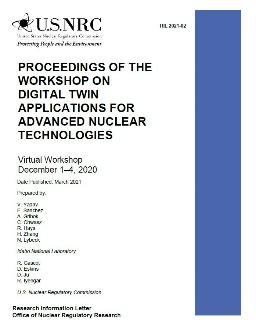 U.S.NRC
RIL 2021-02
United States Nuclear Regulatory Commission
Protecting People and the Environment
PROCEEDINGS OF THE
WORKSHOP ON
DIGITAL TWIN
APPLICATIONS FOR
ADVANCED NUCLEAR
TECHNOLOGIES
Virtual Workshop
December 1–4, 2020
Date Published: March 2021
Prepared by:
V. Yadav
E. Sanchez
A. Gribok
C. Chwasz
R. Hays
H. Zhang
N. Lybeck
Idaho National Laboratory
R. Gascot
D. Eskins
D. Ju
R. Iyengar
U.S. Nuclear Regulatory Commission
Research Information Letter
Office of Nuclear Regulatory Research